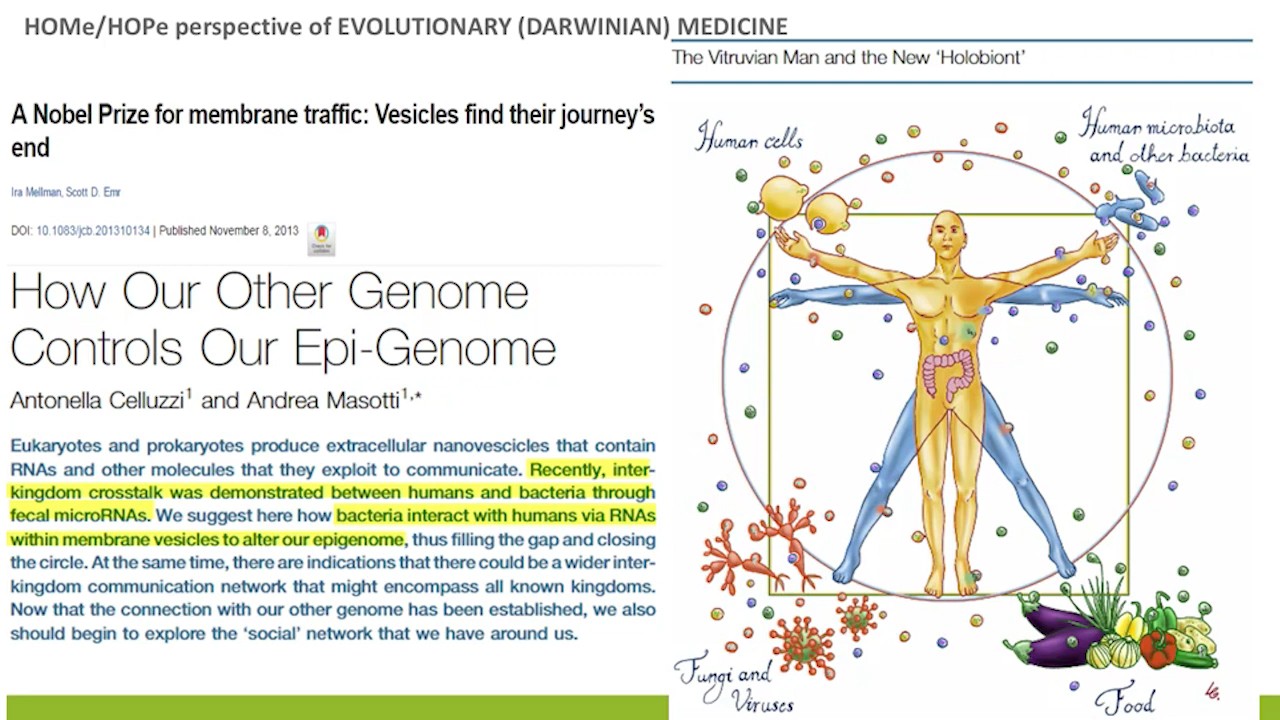 HOMe/HOPe perspective of EVOLUTIONARY (DARWINIAN) MEDICINE
A Nobel Prize for membrane traffic: Vesicles find their journey's
end
Ira Mellman, Scott D. Emr
DOI: 10.1083/jcb.201310134 | Published November 8, 2013
Check for
updates
How Our Other Genome
Controls Our Epi-Genome
Antonella Celluzzi1 and Andrea Masotti1,*
Eukaryotes and prokaryotes produce extracellular nanovescicles that contain
RNAs and other molecules that they exploit to communicate. Recently, inter-
kingdom crosstalk was demonstrated between humans and bacteria through
fecal microRNAs. We suggest here how bacteria interact with humans via RNAs
within membrane vesicles to alter our epigenome, thus filling the gap and closing
the circle. At the same time, there are indications that there could be a wider inter-
kingdom communication network that might encompass all known kingdoms.
Now that the connection with our other genome has been established, we also
should begin to explore the 'social' network that we have around us.
The Vitruvian Man and the New 'Holobiont'
Human cells
Human microbiota
and other bacteria
Fungi and
Viruses
Food